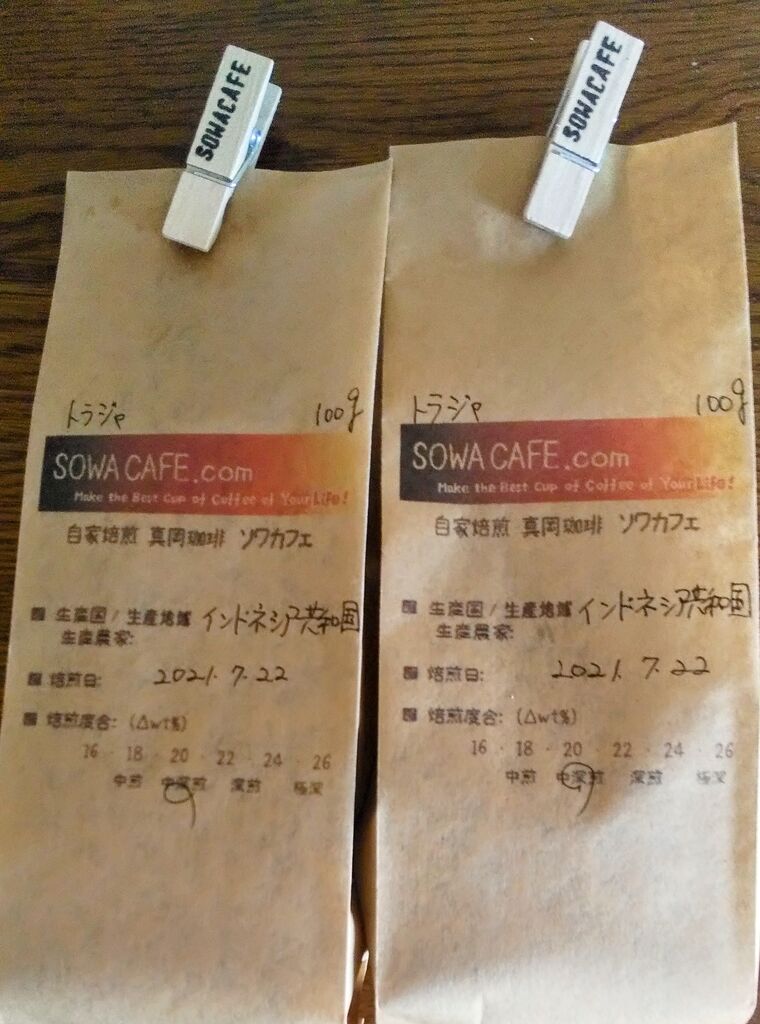 SOWACAFE
トラジャ 100g
SOWA CAFE.com
Make the Best Cup of Coffee of Your Life!
自家焙煎 真岡珈琲 ソワカフェ
生産国 / 生産地域 インドネシア共和国
生産農家:
焙煎日: 2021. 7. 22
焙煎度合: (Δwt%)
16 · 18 · 20 · 22 · 24 · 26
中煎 中深煎 深煎 極深
SOWACAFE
トラジャ 100g
SOWA CAFE.com
Make the Best Cup of Coffee of Your Life!
自家焙煎 真岡珈琲 ソワカフェ
生産国 / 生産地域 インドネシア共和国
生産農家:
焙煎日: 2021. 7. 22
焙煎度合: (Δwt%)
16 · 18 · 20 · 22 · 24 · 26
中煎 中深煎 深煎 極深